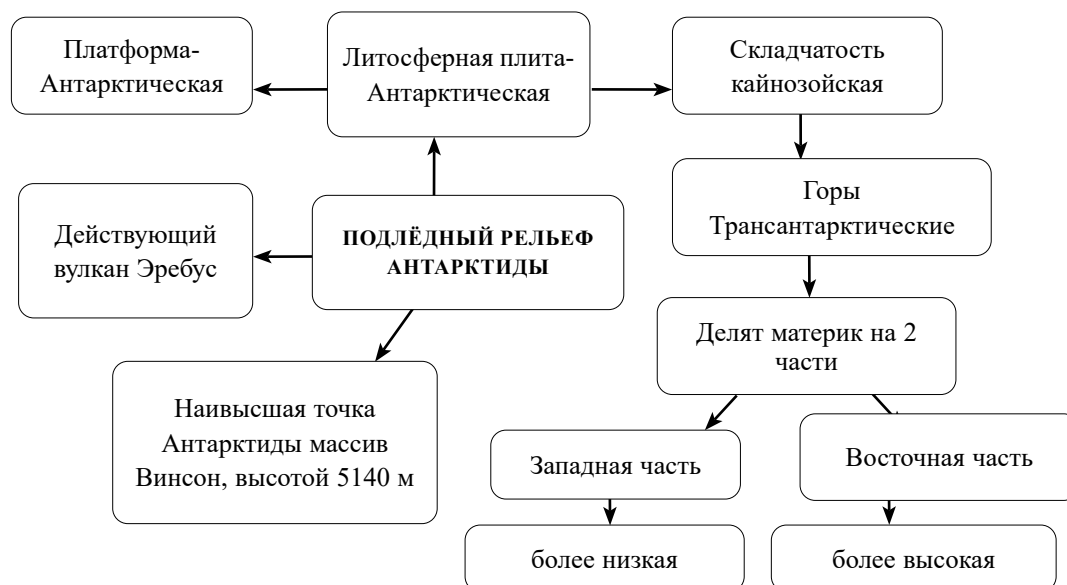 Платформа-
Антарктическая
Литосферная плита-
Антарктическая
Складчатость
кайнозойская
Действующий
вулкан Эребус
ПОДЛЁДНЫЙ РЕЛЬЕФ
АНТАРКТИДЫ
Горы
Трансантарктические
Делят материк на 2
части
Наивысшая точка
Антарктиды массив
Винсон, высотой 5140 м
Западная часть
Восточная часть
более низкая
более высокая